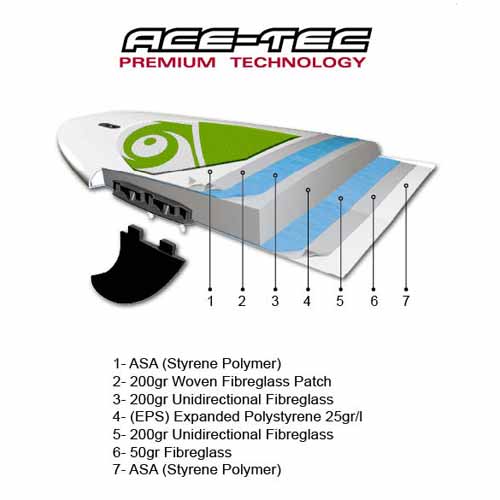 ACE-TEC
PREMIUM TECHNOLOGY
1 2 3 4 5 6 7
1- ASA (Styrene Polymer)
2- 200gr Woven Fibreglass Patch
3- 200gr Unidirectional Fibreglass
4- (EPS) Expanded Polystyrene 25gr/l
5- 200gr Unidirectional Fibreglass
6- 50gr Fibreglass
7- ASA (Styrene Polymer)